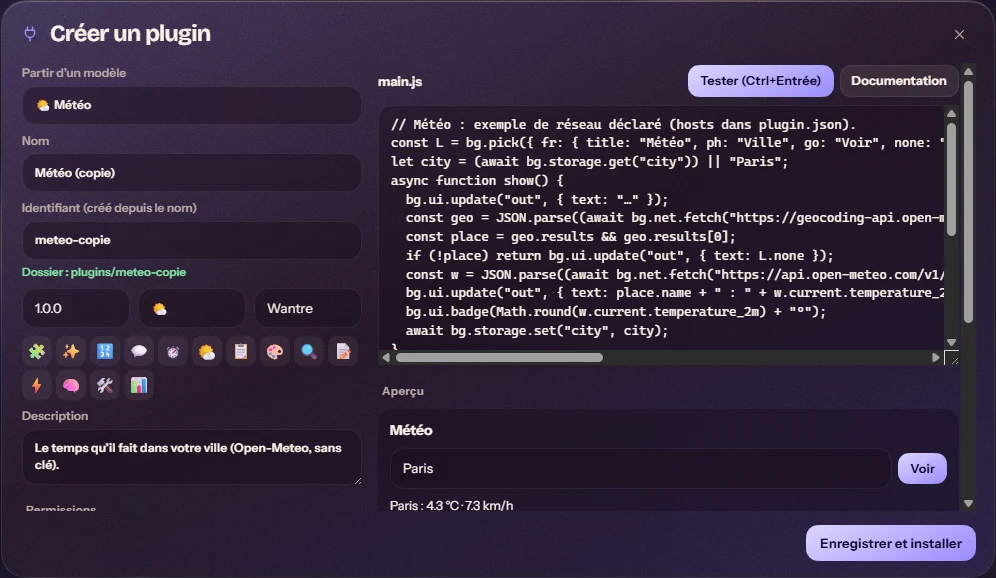 Créer un plugin
Partir d'un modèle
Météo
Nom
Météo (copie)
Identifiant (créé depuis le nom)
meteo-copie
Dossier : plugins/meteo-copie
1.0.0
Wantre
Description
Le temps qu'il fait dans votre ville (Open-Meteo, sans
clé).
Permissions
main.js
Tester (Ctrl+Entrée)
Documentation
// Météo : exemple de réseau déclaré (hosts dans plugin.json).
const L = bg.pick({ fr: { title: "Météo", ph: "Ville", go: "Voir", none: "
let city = (await bg.storage.get("city")) || "Paris";
async function show() {
bg.ui.update("out", { text: "…" });
const geo = JSON.parse((await bg.net.fetch("https://geocoding-api.open-m
const place = geo.results && geo.results[0];
if (!place) return bg.ui.update("out", { text: L.none });
const w = JSON.parse((await bg.net.fetch("https://api.open-meteo.com/v1/
bg.ui.update("out", { text: place.name + " : " + w.current.temperature_2
bg.ui.badge(Math.round(w.current.temperature_2m) + "°");
await bg.storage.set("city", city);
}
Aperçu
Météo
Paris
Voir
Paris : 4.3 °C · 7.3 km/h
Enregistrer et installer